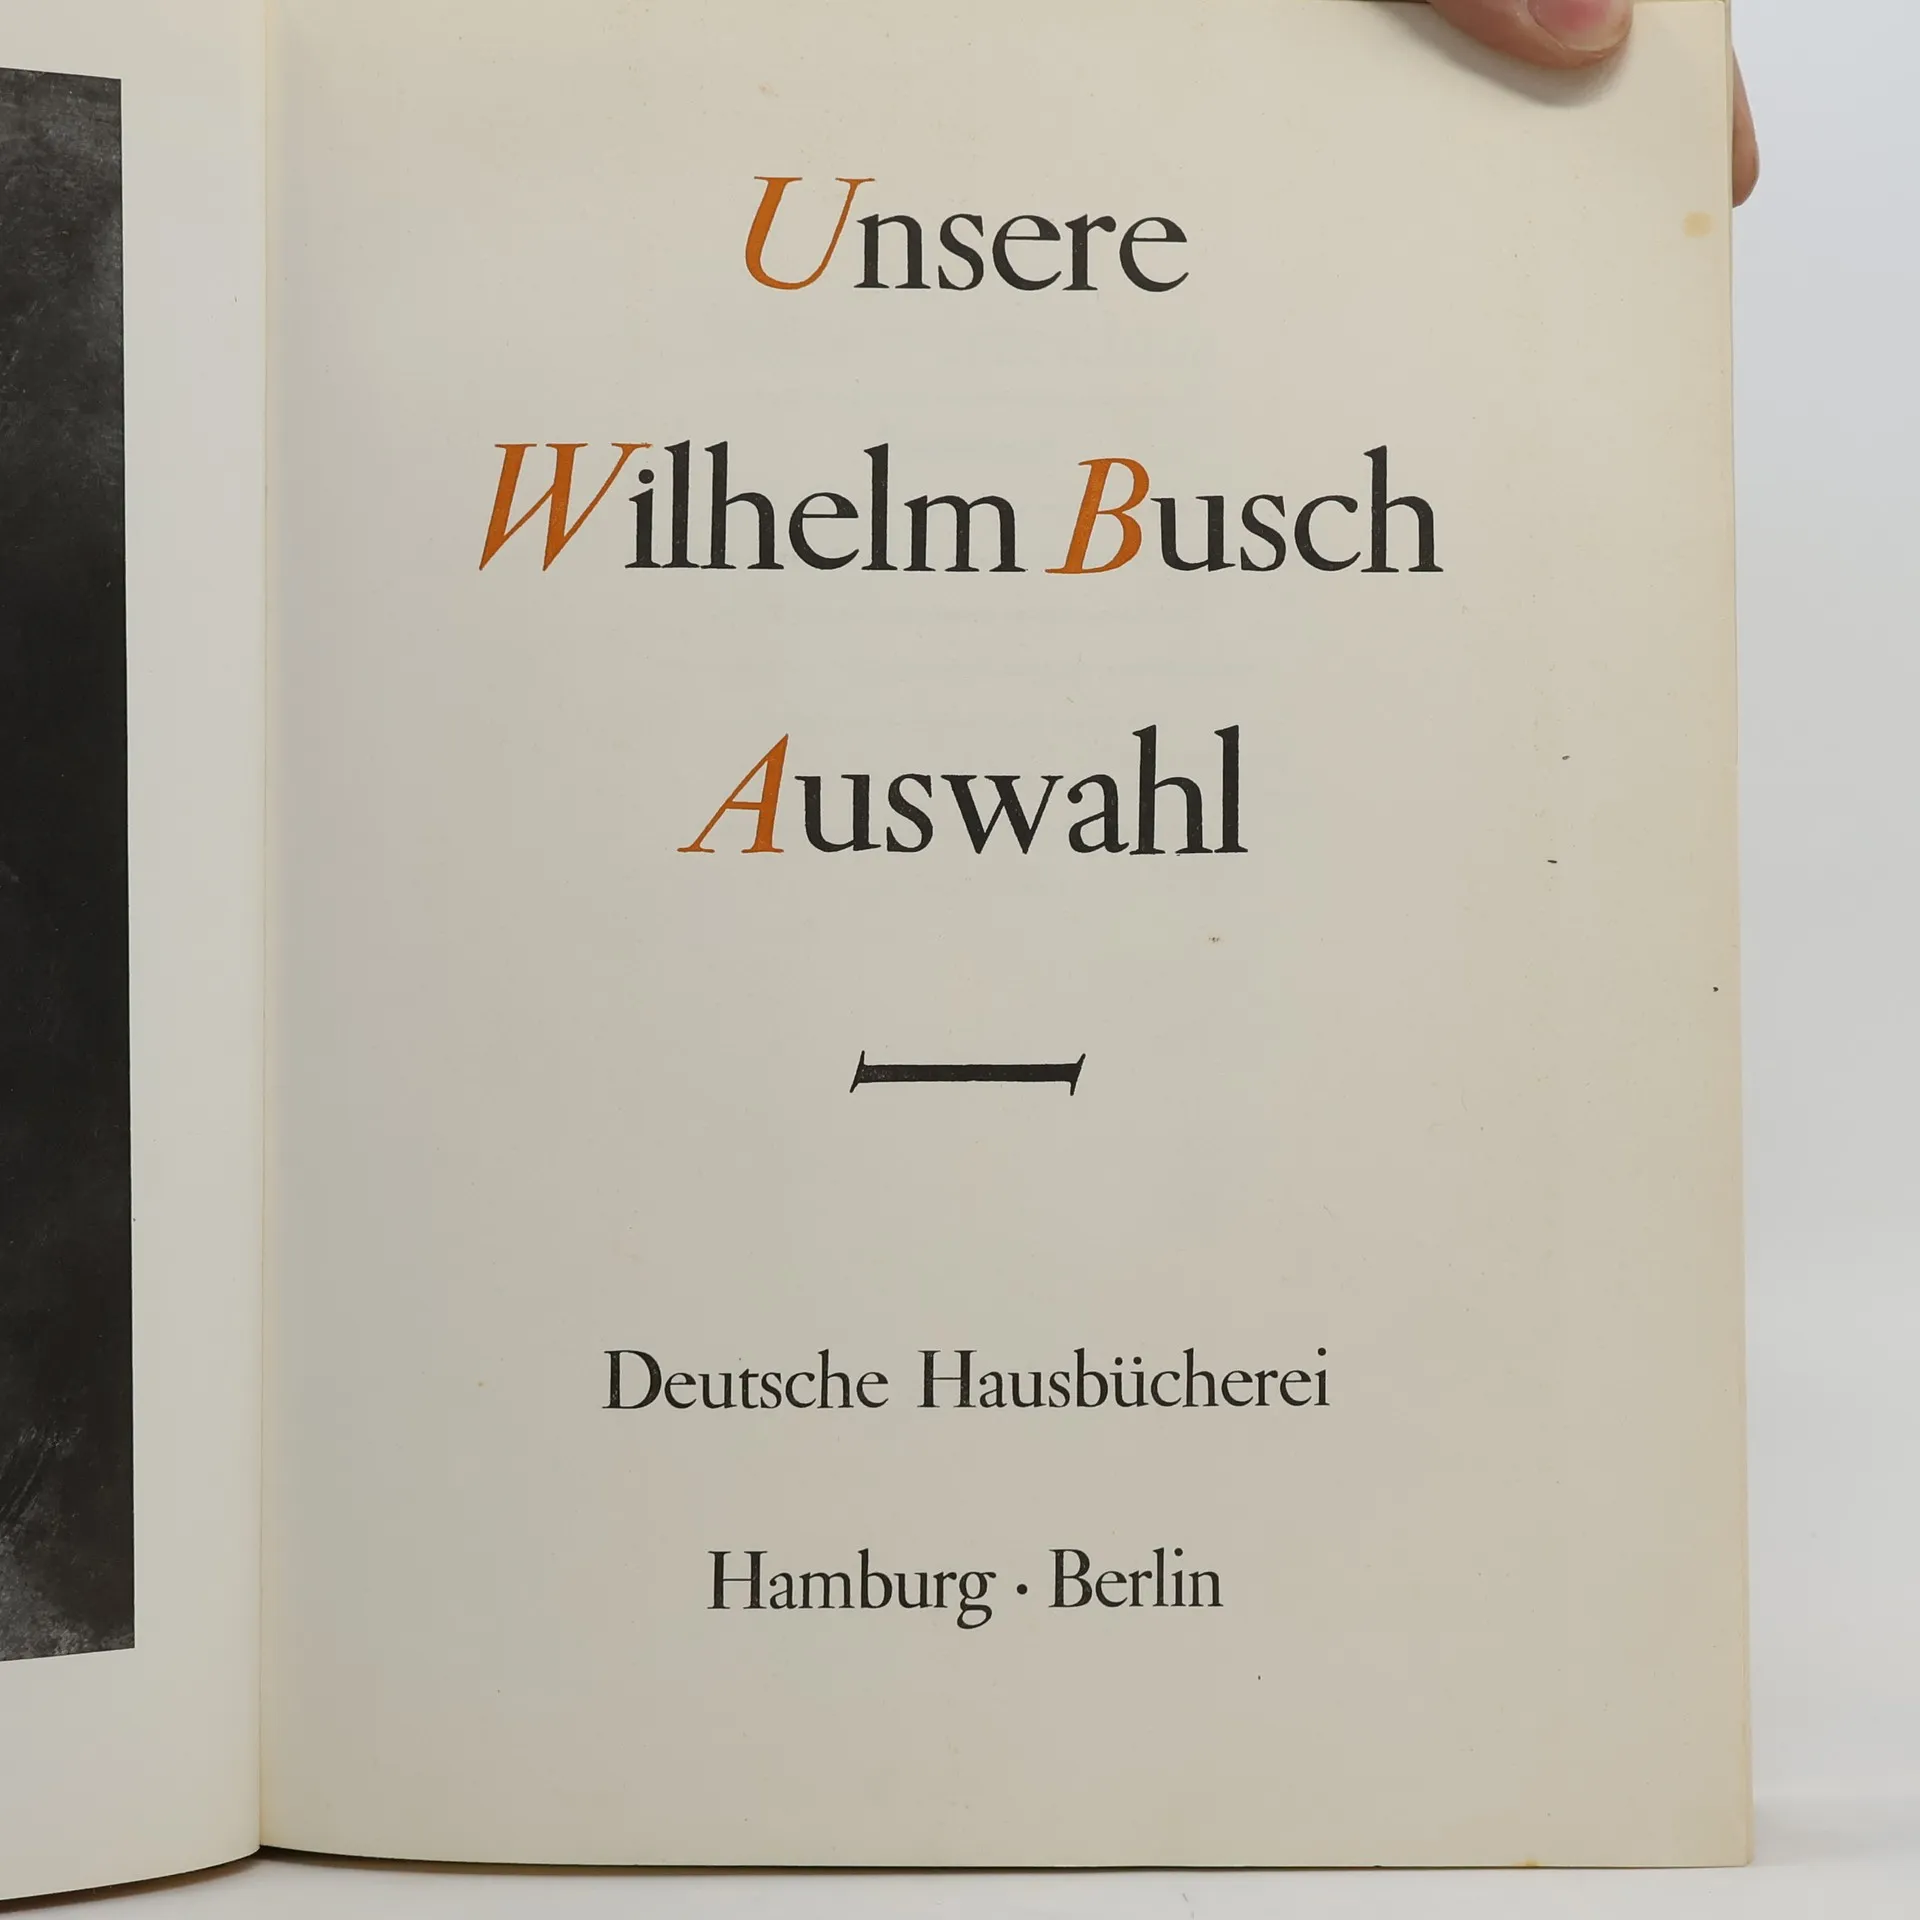 Unsere
Wilhelm Busch
Auswahl
Deutsche Hausbücherei
Hamburg · Berlin